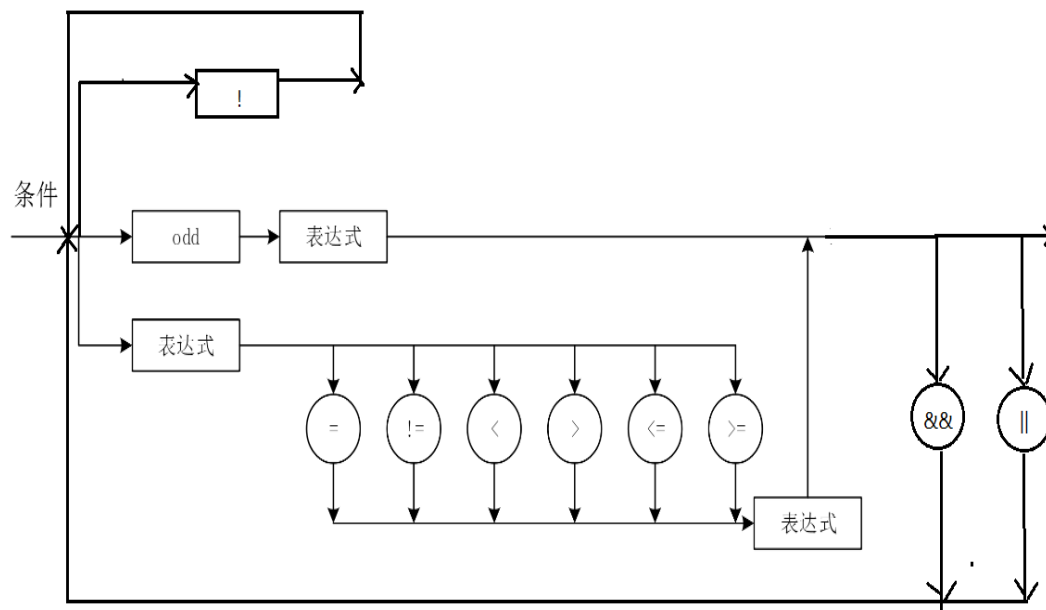 !
条件
odd
表达式
表达式
=
!=
<
>
<=
>=
&&
||
表达式